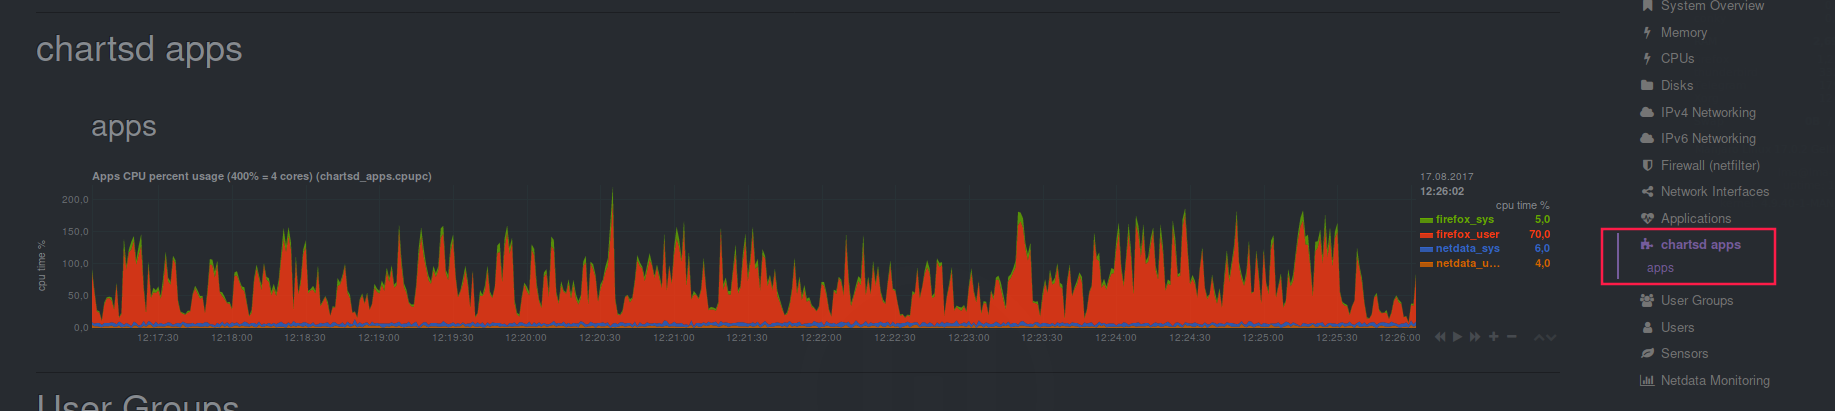 chartsd apps
apps
Apps CPU percent usage (400% = 4 cores) (chartsd_apps.cpupc)
cpu time %
200,0
150,0
100,0
50,0
0,0
12:17:30 12:18:00 12:18:30 12:19:00 12:19:30 12:20:00 12:20:30 12:21:00 12:21:30 12:22:00 12:22:30 12:23:00 12:23:30 12:24:00 12:24:30 12:25:00 12:25:30 12:26:00
17.08.2017
12:26:02
cpu time %
firefox_sys 5,0
firefox_user 70,0
netdata_sys 6,0
netdata_u... 4,0
User Groups
System Overview
Memory
CPUs
Disks
IPv4 Networking
IPv6 Networking
Firewall (netfilter)
Network Interfaces
Applications
chartsd apps
apps
User Groups
Users
Sensors
Netdata Monitoring